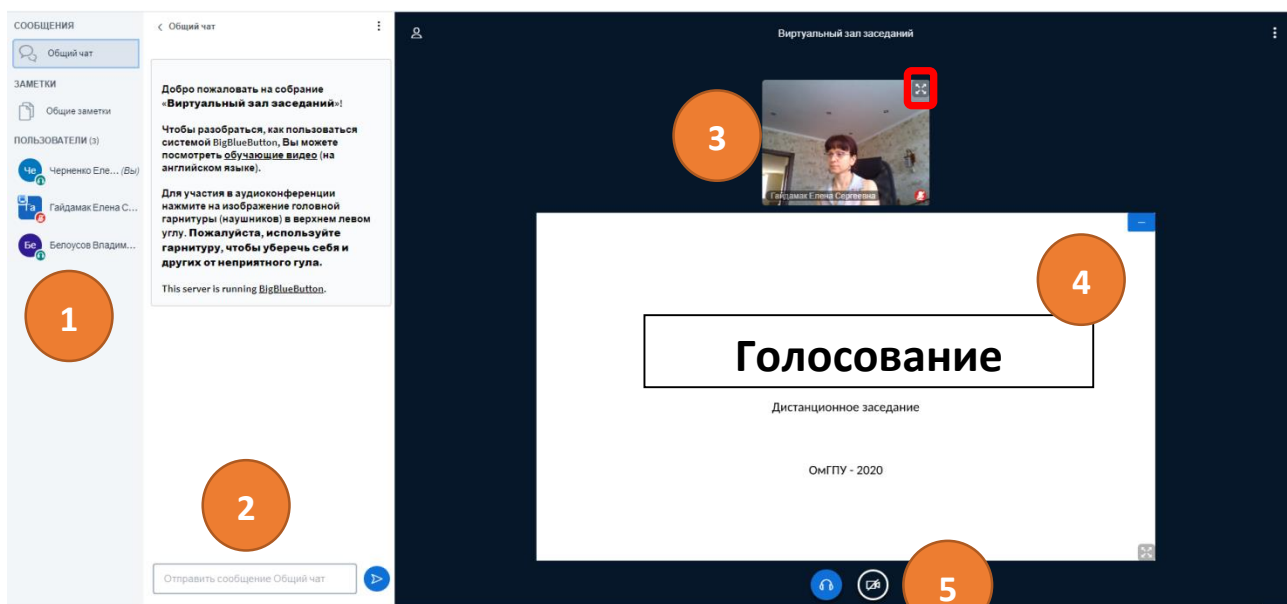 СООБЩЕНИЯ
Общий чат
ЗАМЕТКИ
Общие заметки
ПОЛЬЗОВАТЕЛИ (3)
Че
Черненко Еле... (Вы)
Га
Гайдамак Елена С...
Бе
Белоусов Владим...
1
Общий чат
Добро пожаловать на собрание
«Виртуальный зал заседаний»!
Чтобы разобраться, как пользоваться
системой BigBlueButton, Вы можете
посмотреть обучающие видео (на
английском языке).
Для участия в аудиоконференции
нажмите на изображение головной
гарнитуры (наушников) в верхнем левом
углу. Пожалуйста, используйте
гарнитуру, чтобы уберечь себя и
других от неприятного гула.
This server is running BigBlueButton.
2
Отправить сообщение Общий чат
Виртуальный зал заседаний
3
Гайдамак Елена Сергеевна
4
Голосование
Дистанционное заседание
ОмГПУ - 2020
5